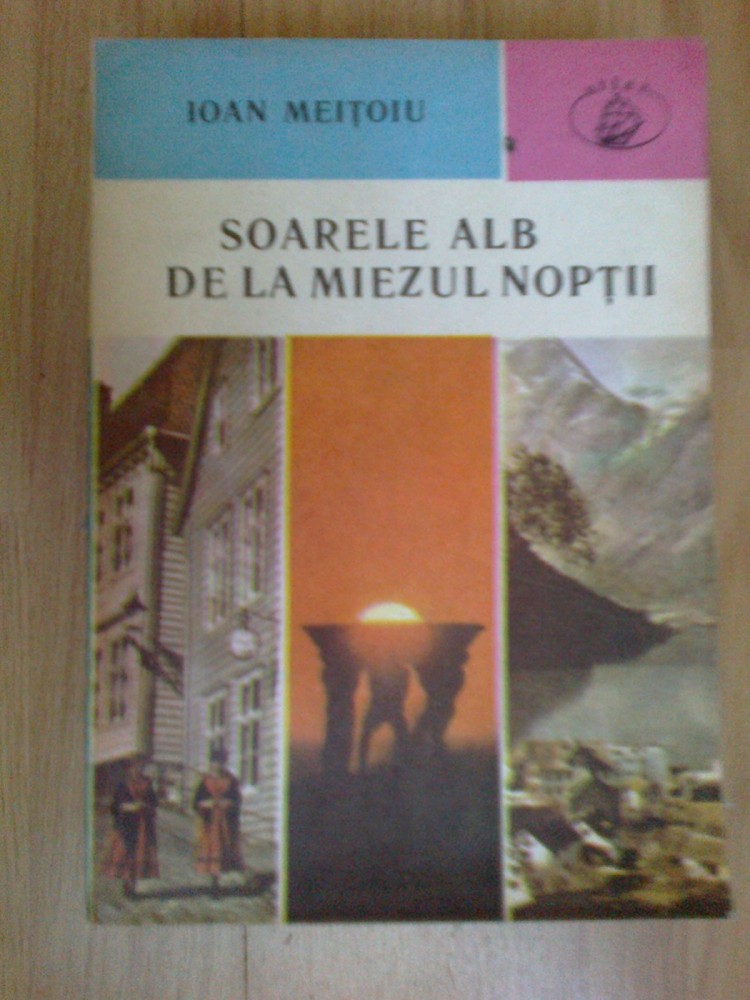 IOAN MEIȚOIU
SOARELE ALB
DE LA MIEZUL NOPȚII